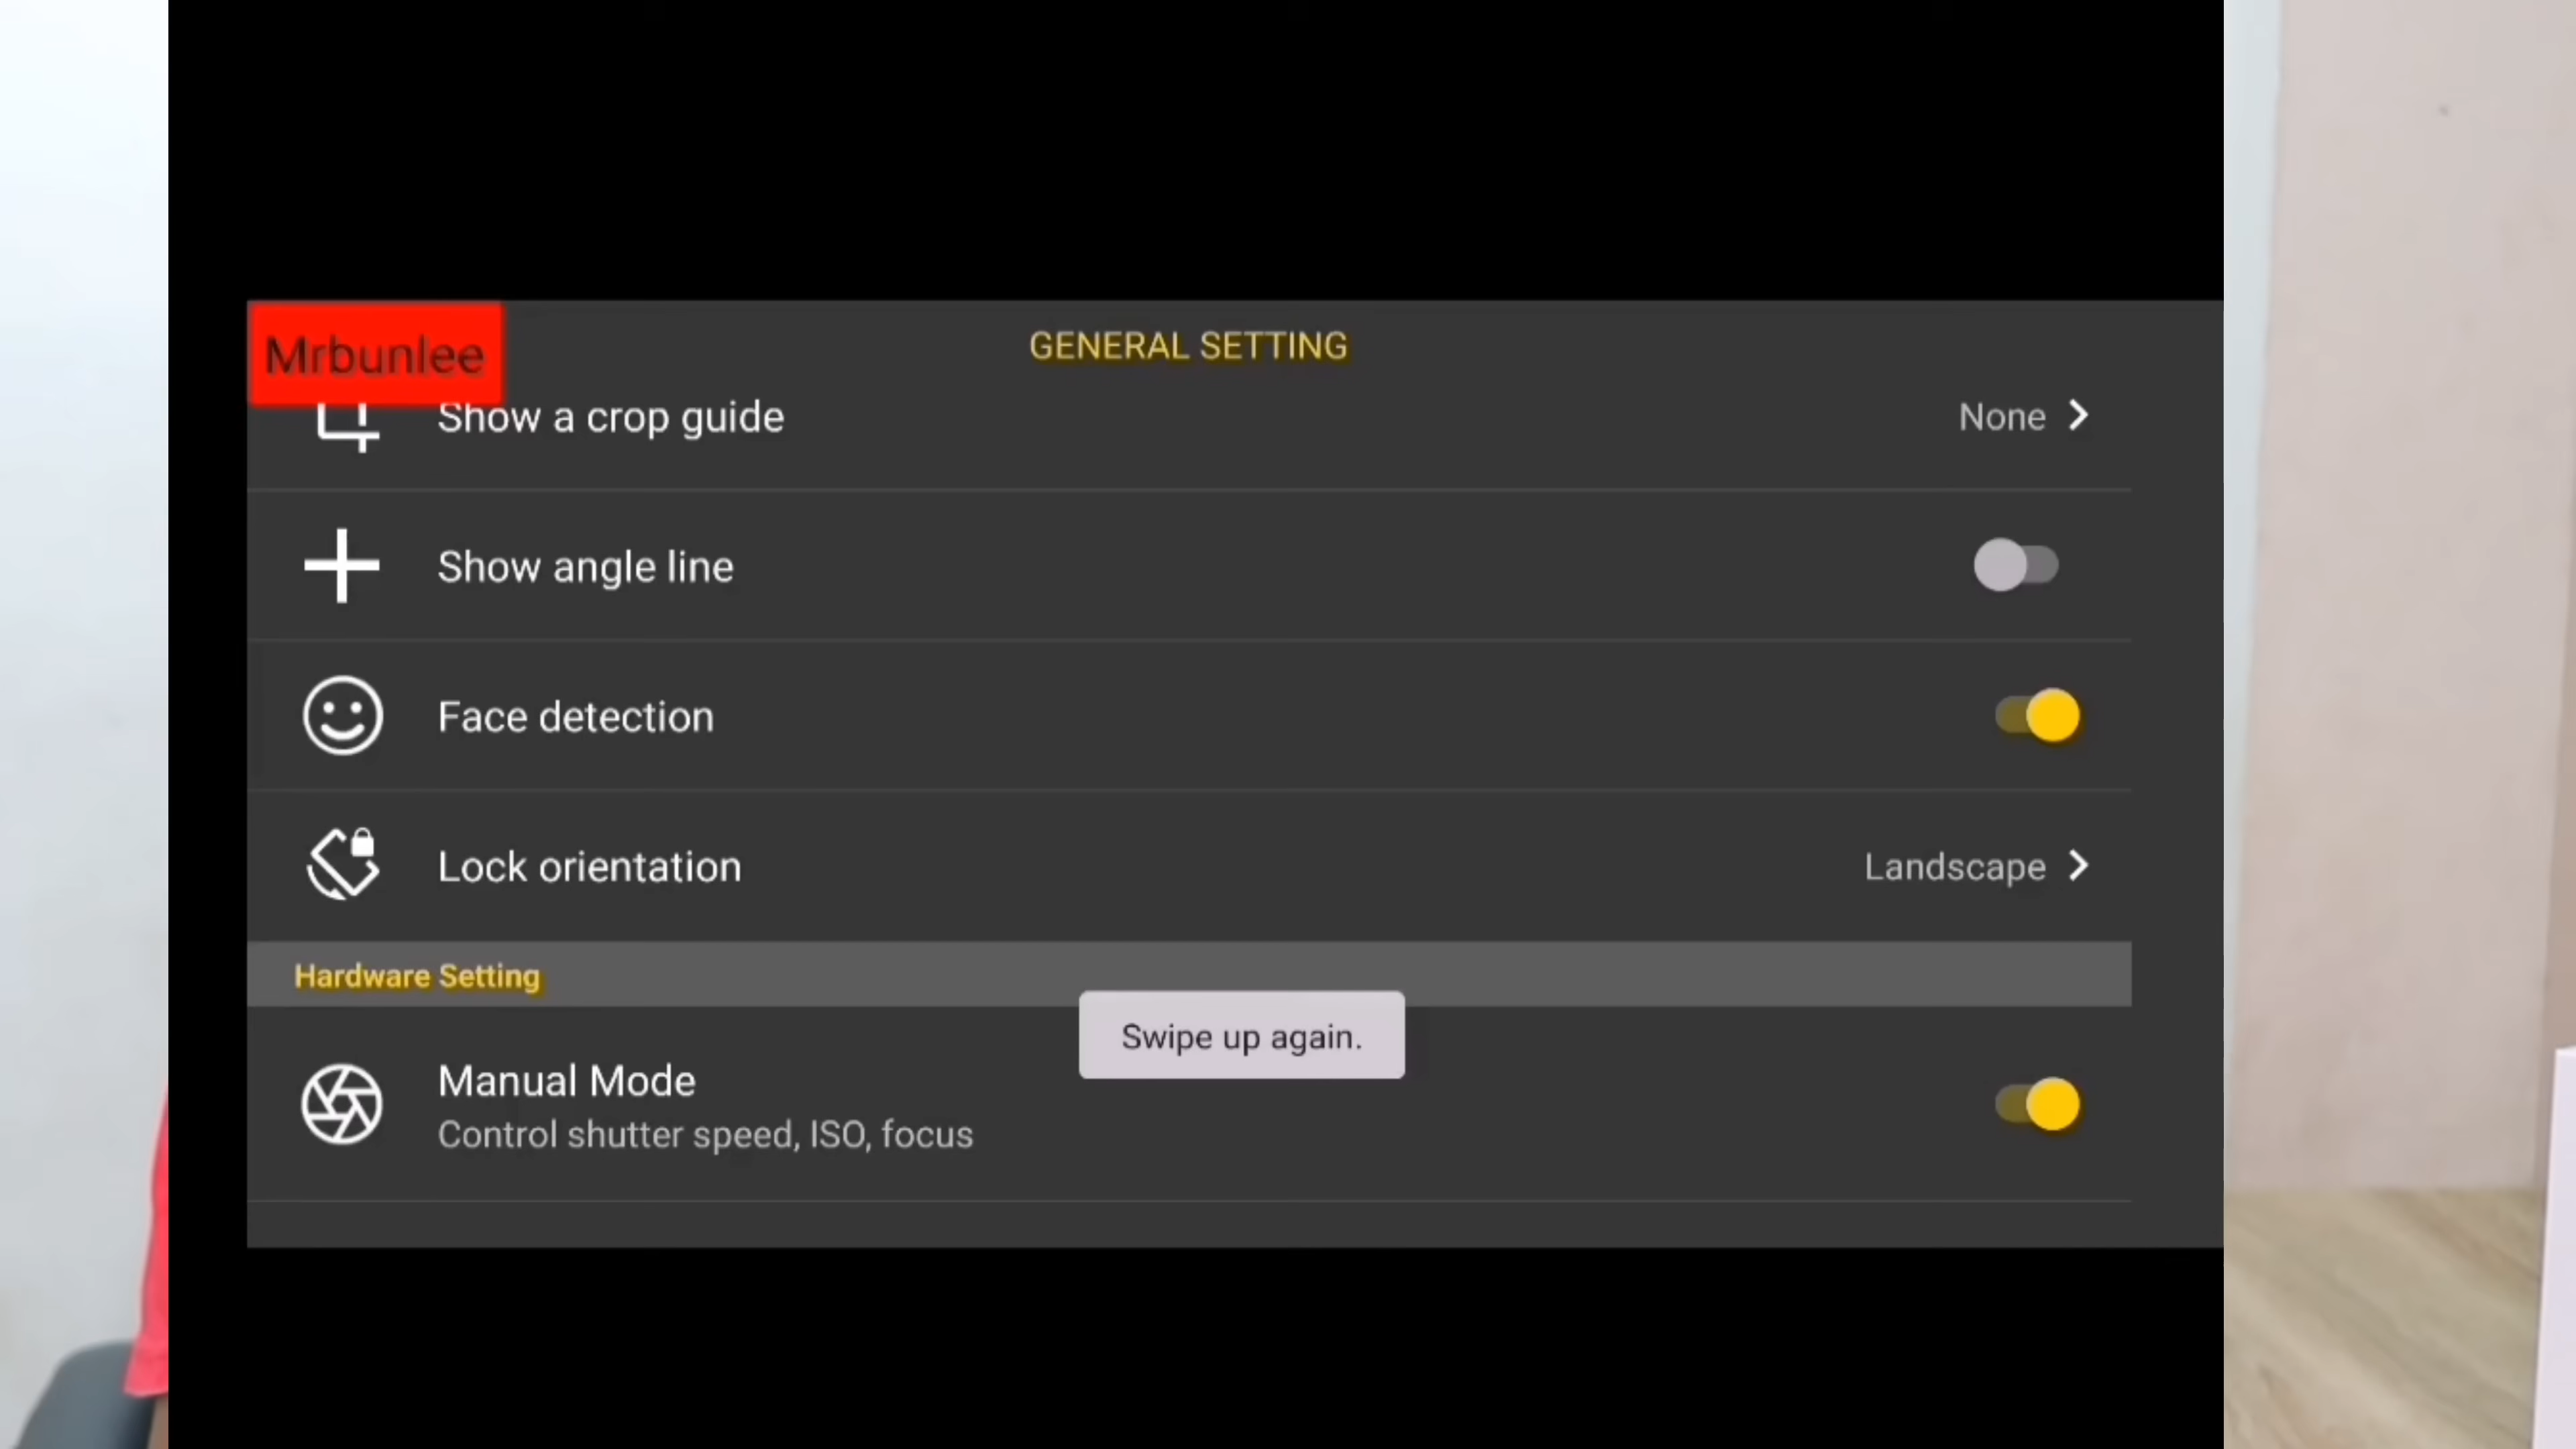 Mrbunlee
GENERAL SETTING
Show a crop guide
None
Show angle line
Face detection
Lock orientation
Landscape
Hardware Setting
Swipe up again.
Manual Mode
Control shutter speed, ISO, focus